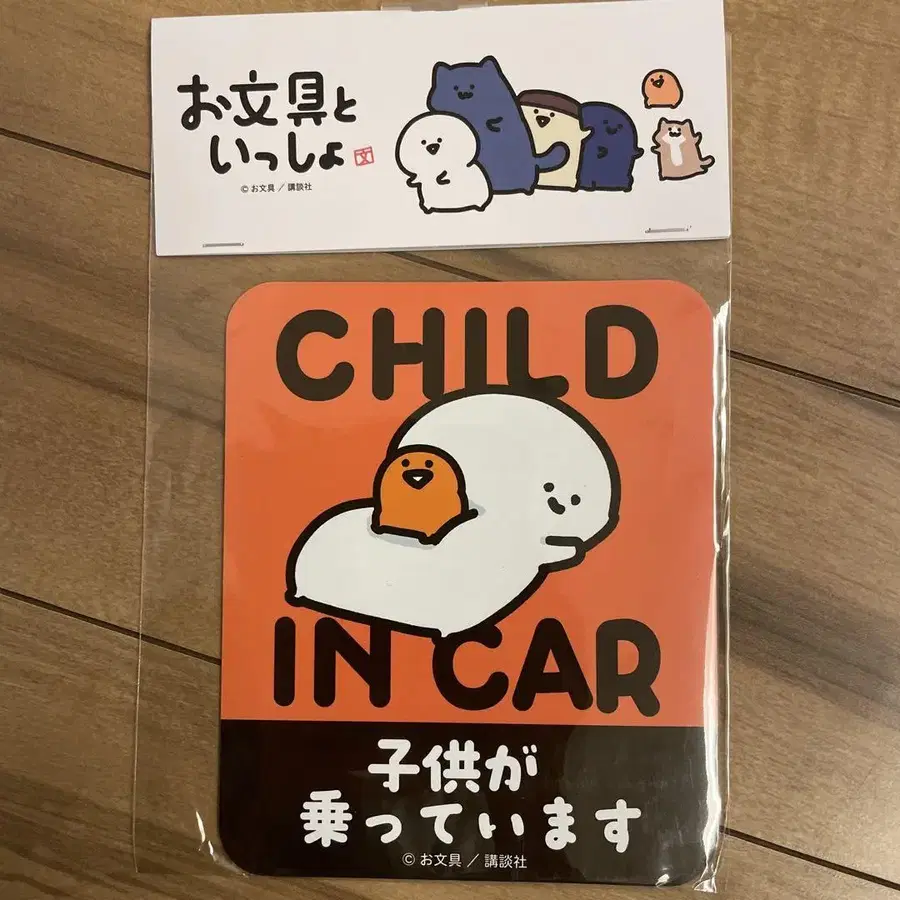 お文具と
いっしょ
文
© お文具 / 講談社
CHILD
IN CAR
子供が
乗っています
© お文具 / 講談社